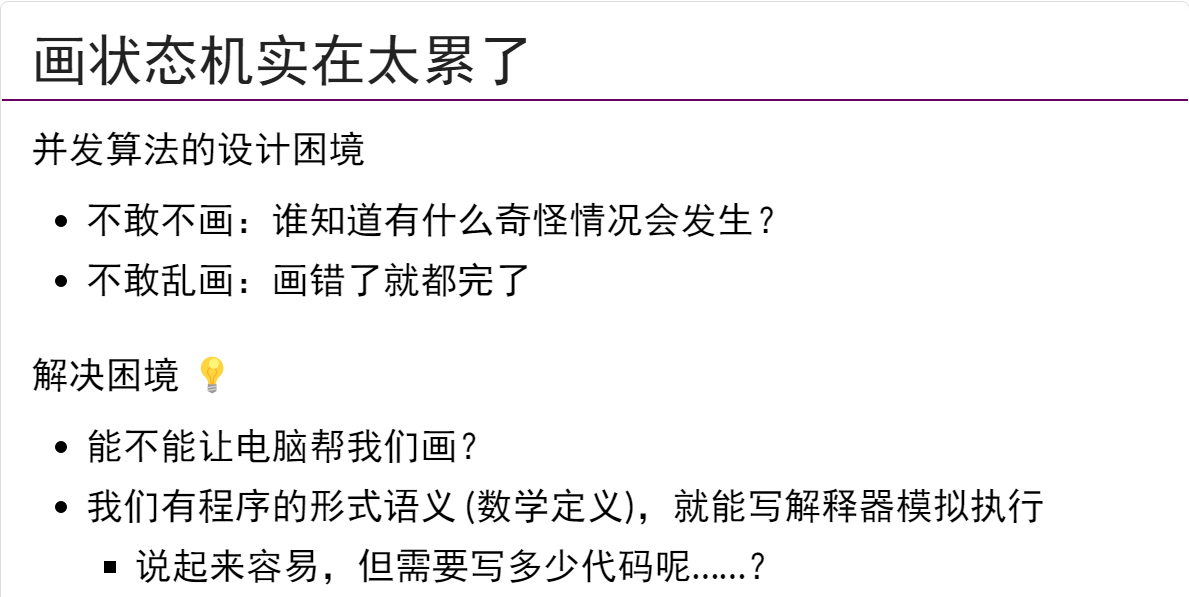 画状态机实在太累了
并发算法的设计困境
不敢不画：谁知道有什么奇怪情况会发生？
不敢乱画：画错了就都完了
解决困境 💡
能不能让电脑帮我们画？
我们有程序的形式语义 (数学定义)，就能写解释器模拟执行
说起来容易，但需要写多少代码呢……？